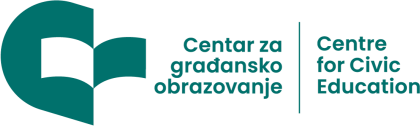 Centar za
građansko
obrazovanje
Centre
for Civic
Education